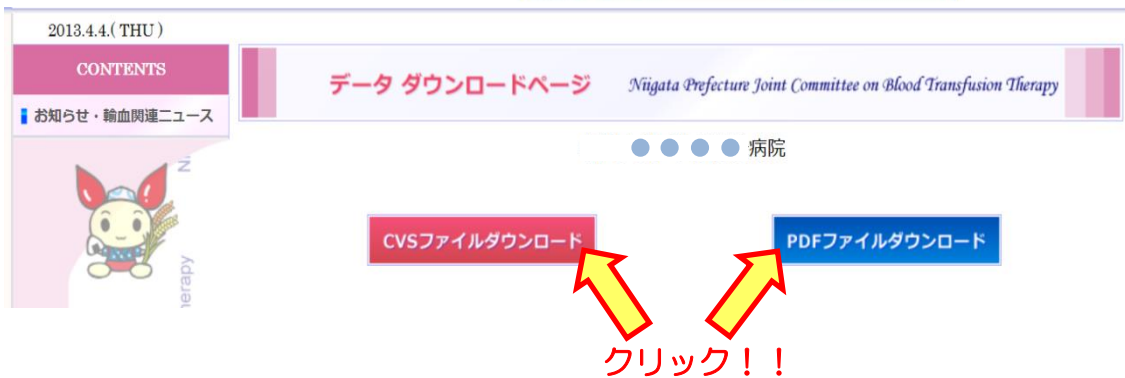 2013.4.4.( THU )
CONTENTS
お知らせ・輸血関連ニュース
データ ダウンロードページ Niigata Prefecture Joint Committee on Blood Transfusion Therapy
● ● ● ● 病院
Ni
herapy
CVSファイルダウンロード PDFファイルダウンロード
クリック！！